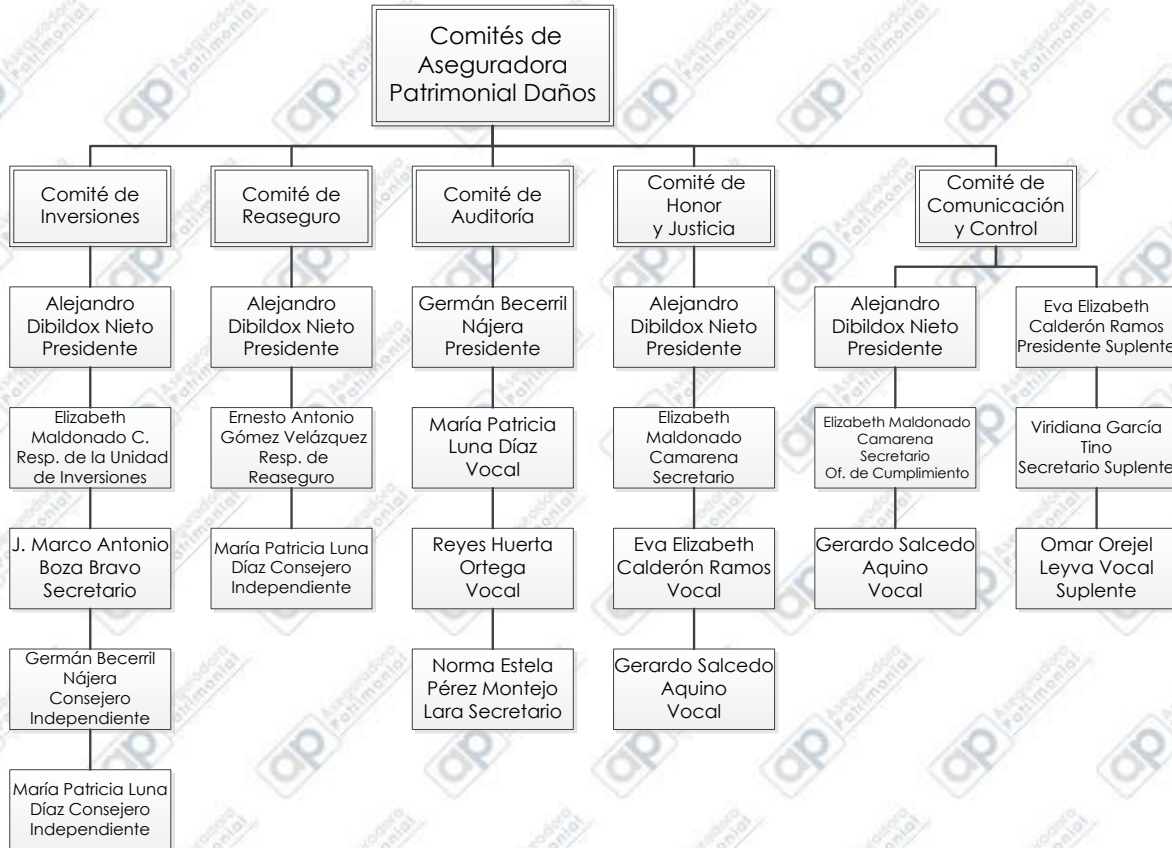 Comités de
Aseguradora
Patrimonial Daños
Comité de
Inversiones
Comité de
Reaseguro
Comité de
Auditoría
Comité de
Honor
y Justicia
Comité de
Comunicación
y Control
Alejandro
Dibildox Nieto
Presidente
Alejandro
Dibildox Nieto
Presidente
Germán Becerril
Nájera
Presidente
Alejandro
Dibildox Nieto
Presidente
Alejandro
Dibildox Nieto
Presidente
Eva Elizabeth
Calderón Ramos
Presidente Suplente
Elizabeth
Maldonado C.
Resp. de la Unidad
de Inversiones
Ernesto Antonio
Gómez Velázquez
Resp. de
Reaseguro
María Patricia
Luna Díaz
Vocal
Elizabeth
Maldonado
Camarena
Secretario
Elizabeth Maldonado
Camarena
Secretario
Of. de Cumplimiento
Viridiana García
Tino
Secretario Suplente
J. Marco Antonio
Boza Bravo
Secretario
María Patricia Luna
Díaz Consejero
Independiente
Reyes Huerta
Ortega
Vocal
Eva Elizabeth
Calderón Ramos
Vocal
Gerardo Salcedo
Aquino
Vocal
Omar Orejel
Leyva Vocal
Suplente
Germán Becerril
Nájera
Consejero
Independiente
Norma Estela
Pérez Montejo
Lara Secretario
Gerardo Salcedo
Aquino
Vocal
María Patricia Luna
Díaz Consejero
Independiente
ap Aseguradora
Patrimonial